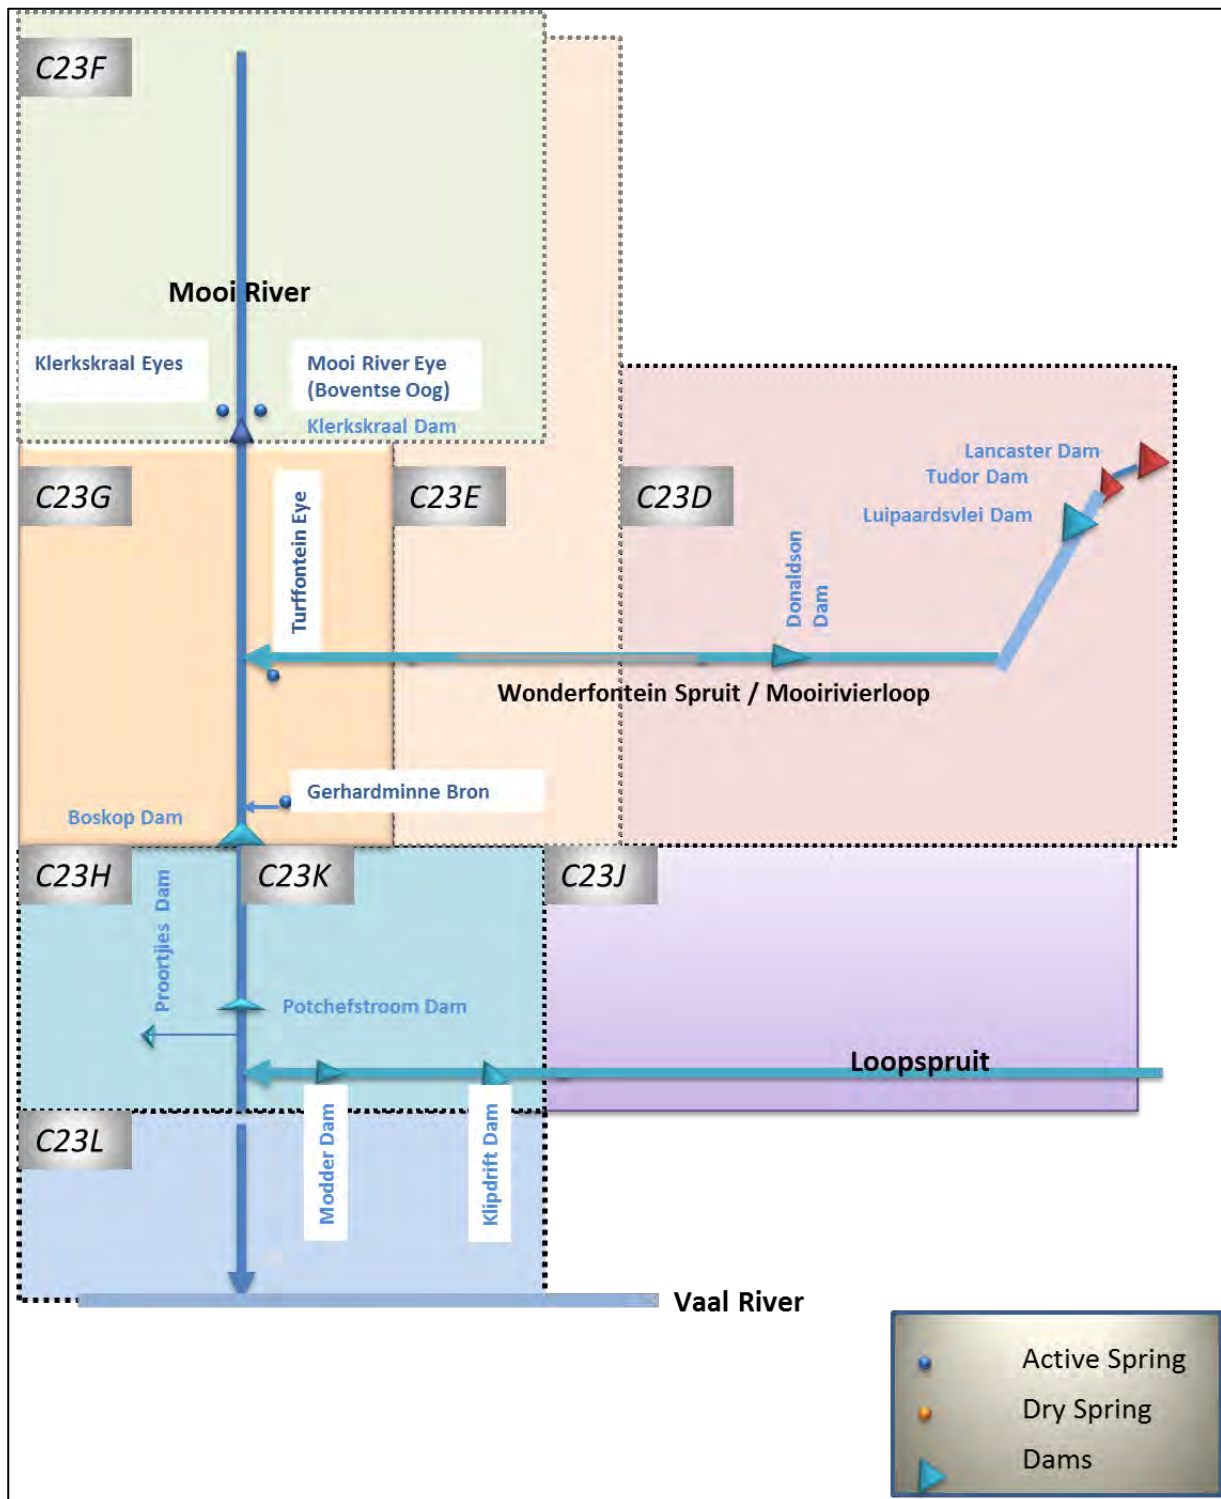 C23F
Mooi River
Klerkskraal Eyes
Mooi River Eye
(Boventse Oog)
Klerkskraal Dam
C23G
C23E
C23D
Lancaster Dam
Tudor Dam
Luipaardsvlei Dam
Turffontein Eye
Donaldson
Dam
Wonderfontein Spruit / Mooirivierloop
Gerhardminne Bron
Boskop Dam
C23H
C23K
C23J
Proortjies Dam
Potchefstroom Dam
Loopspruit
C23L
Modder Dam
Klipdrift Dam
Vaal River
Active Spring
Dry Spring
Dams